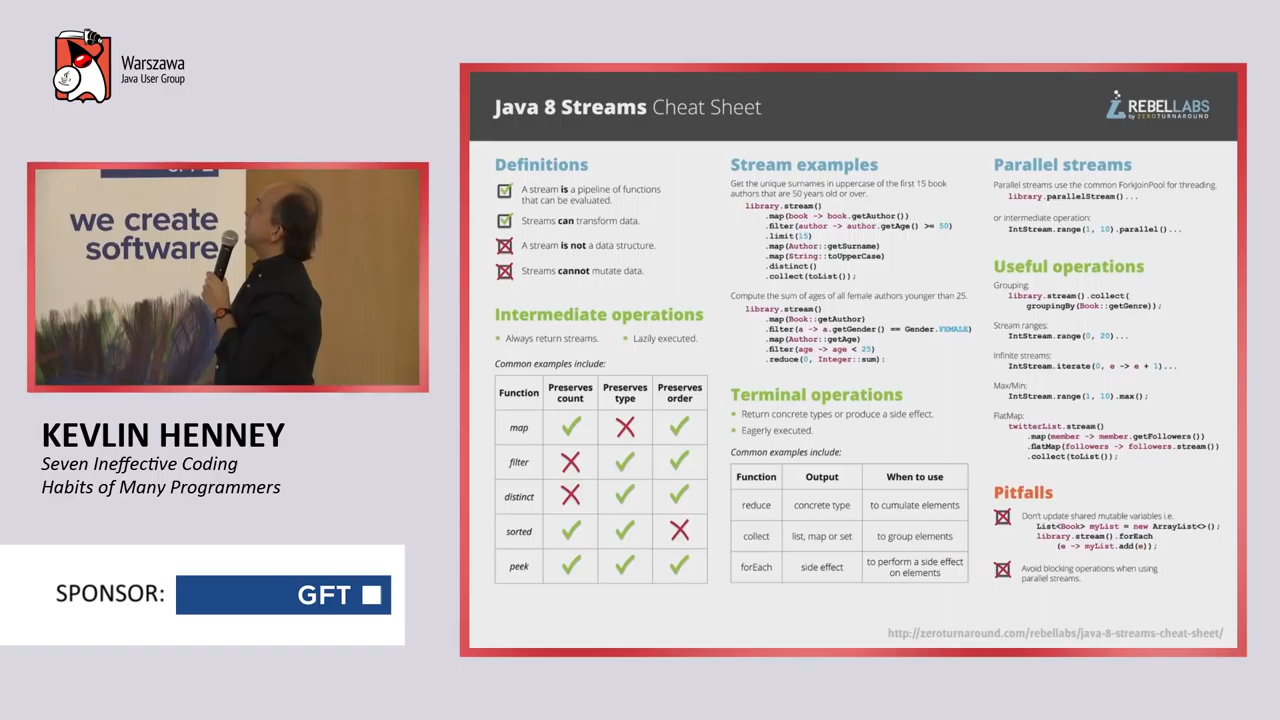 Warszawa
Java User Group
we create
software
KEVLIN HENNEY
Seven Ineffective Coding
Habits of Many Programmers
SPONSOR:
GFT
Java 8 Streams Cheat Sheet
REBELLABS
by ZEROTURNAROUND
Definitions
A stream is a pipeline of functions
that can be evaluated.
Streams can transform data.
A stream is not a data structure.
Streams cannot mutate data.
Intermediate operations
Always return streams.
Lazily executed.
Common examples include:
Function Preserves count Preserves type Preserves order
map
filter
distinct
sorted
peek
Stream examples
Get the unique surnames in uppercase of the first 15 book
authors that are 50 years old or over.
library.stream()
.map(book -> book.getAuthor())
.filter(author -> author.getAge() >= 50)
.limit(15)
.map(Author::getSurname)
.map(String::toUpperCase)
.distinct()
.collect(toList());
Compute the sum of ages of all female authors younger than 25.
library.stream()
.map(Book::getAuthor)
.filter(a -> a.getGender() == Gender.FEMALE)
.map(Author::getAge)
.filter(age -> age < 25)
.reduce(0, Integer::sum);
Terminal operations
Return concrete types or produce a side effect.
Eagerly executed.
Common examples include:
Function Output When to use
reduce concrete type to cumulate elements
collect list, map or set to group elements
forEach side effect to perform a side effect
on elements
Parallel streams
Parallel streams use the common ForkJoinPool for threading.
library.parallelStream()...
or intermediate operation:
IntStream.range(1, 10).parallel()...
Useful operations
Grouping:
library.stream().collect(
groupingBy(Book::getGenre));
Stream ranges:
IntStream.range(0, 20)...
Infinite streams:
IntStream.iterate(0, e -> e + 1)...
Max/Min:
IntStream.range(1, 10).max();
FlatMap:
twitterList.stream()
.map(member -> member.getFollowers())
.flatMap(followers -> followers.stream())
.collect(toList());
Pitfalls
Don't update shared mutable variables i.e.
List<Book> myList = new ArrayList<>();
library.stream().forEach
(e -> myList.add(e));
Avoid blocking operations when using
parallel streams.
http://zeroturnaround.com/rebellabs/java-8-streams-cheat-sheet/